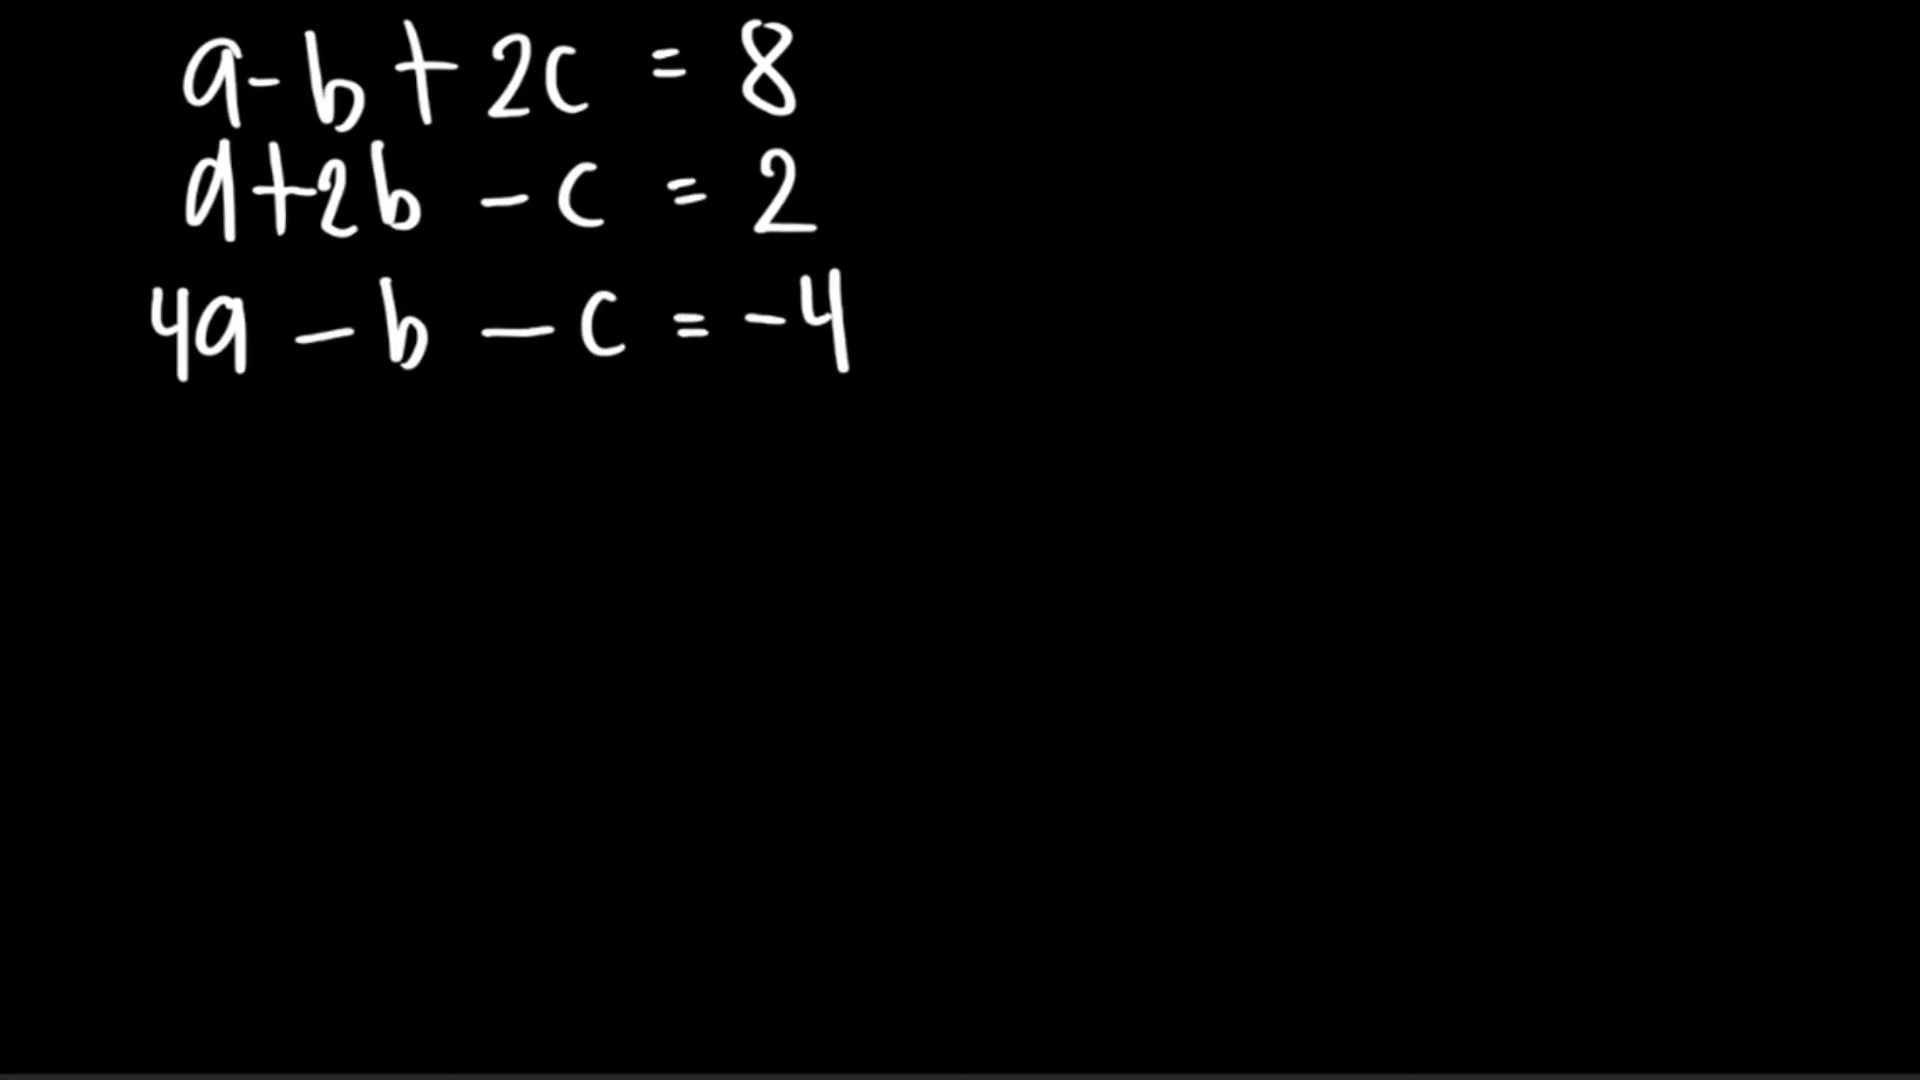 a - b + 2c = 8
a + 2b - c = 2
4a - b - c = -4